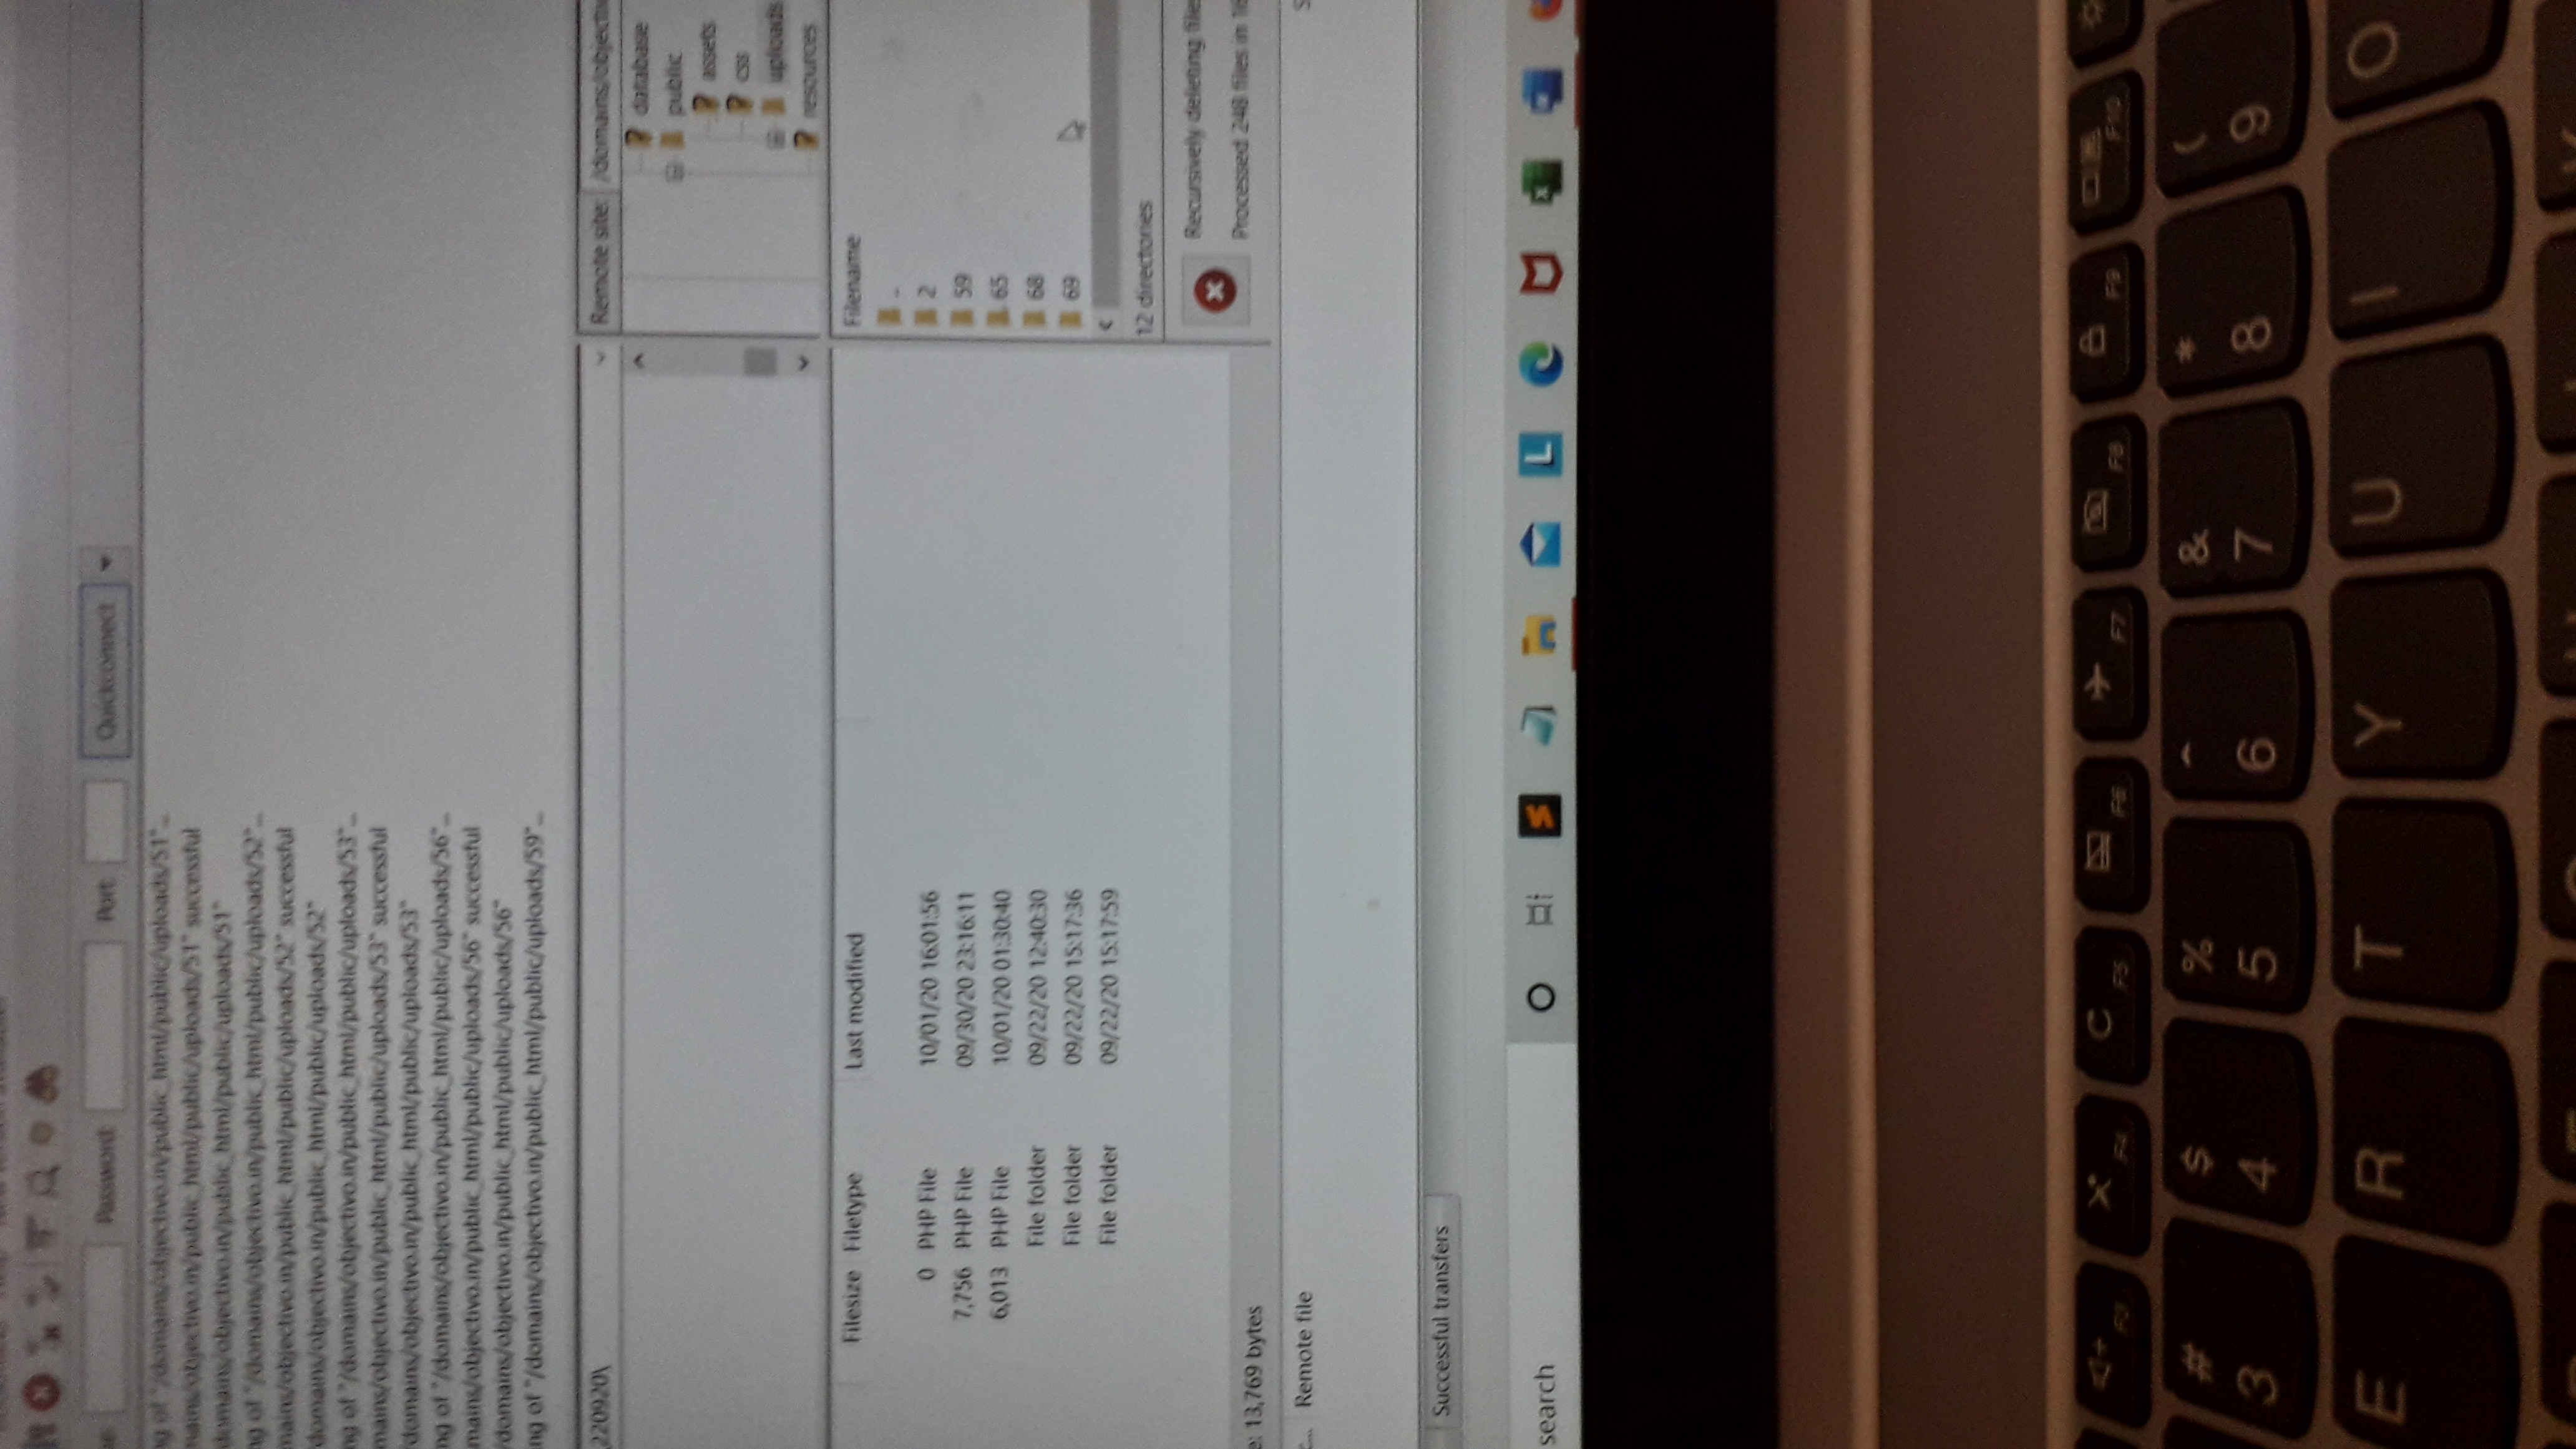 Password: Port: Quickconnect
ng of "/domains/objectivo.in/public_html/public/uploads/51"...
mains/objectivo.in/public_html/public/uploads/51" successful
/domains/objectivo.in/public_html/public/uploads/51"
ng of "/domains/objectivo.in/public_html/public/uploads/52"...
mains/objectivo.in/public_html/public/uploads/52" successful
/domains/objectivo.in/public_html/public/uploads/52"
ng of "/domains/objectivo.in/public_html/public/uploads/53"...
mains/objectivo.in/public_html/public/uploads/53" successful
/domains/objectivo.in/public_html/public/uploads/53"
ng of "/domains/objectivo.in/public_html/public/uploads/56"...
mains/objectivo.in/public_html/public/uploads/56" successful
/domains/objectivo.in/public_html/public/uploads/56"
ing of "/domains/objectivo.in/public_html/public/uploads/59"...
220920\
Remote site: /domains/objectiv
database
public
assets
css
uploads
resources
Filesize Filetype Last modified
0 PHP File 10/01/20 16:01:56
7,756 PHP File 09/30/20 23:16:11
6,013 PHP File 10/01/20 01:30:40
File folder 09/22/20 12:40:30
File folder 09/22/20 15:17:36
File folder 09/22/20 15:17:59
e: 13,769 bytes
Filename
..
2
59
65
68
69
12 directories
Recursively deleting file
Processed 248 files in 16
c... Remote file S
Successful transfers
search
F3 F4 C F5 F6 F7 F8 F9 F10
# $ % ^ & * (
3 4 5 6 7 8 9
E R T Y U I O